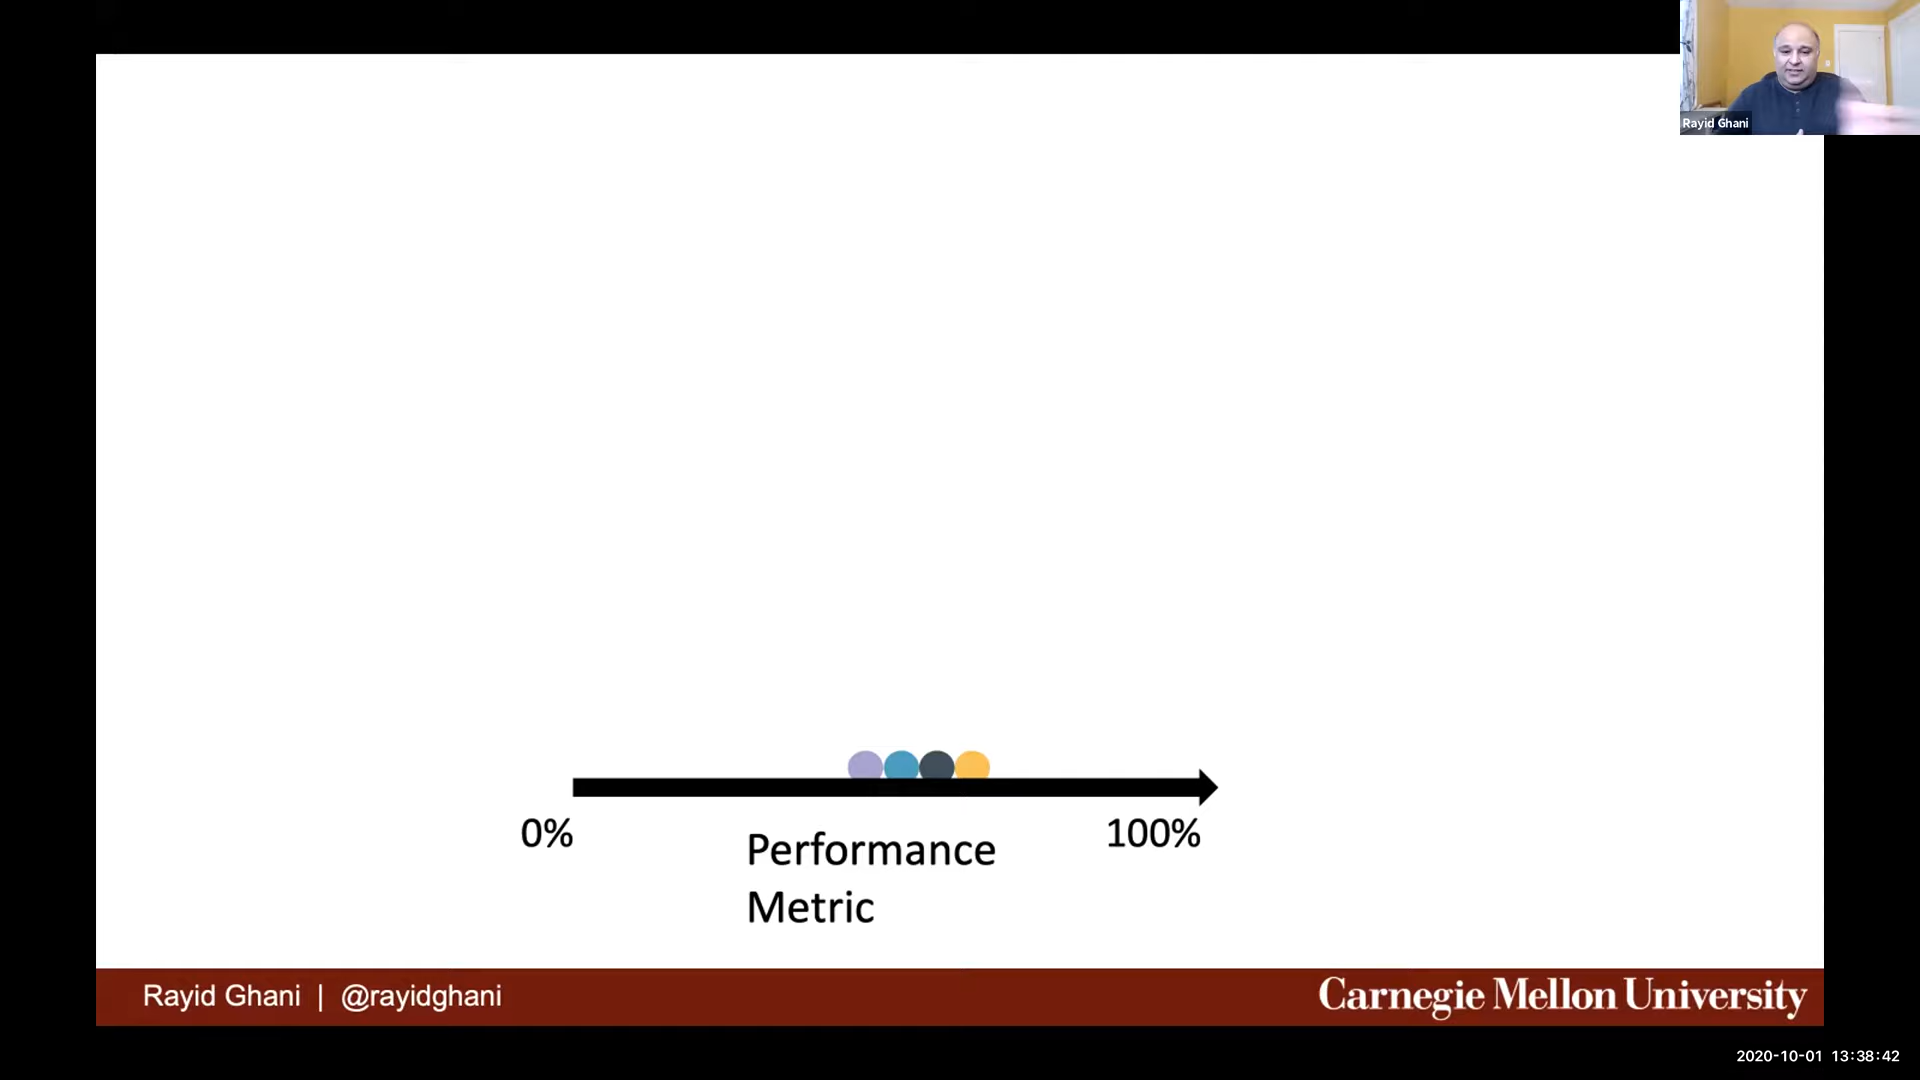 Rayid Ghani
0%
100%
Performance
Metric
Rayid Ghani | @rayidghani
Carnegie Mellon University
2020-10-01 13:38:42